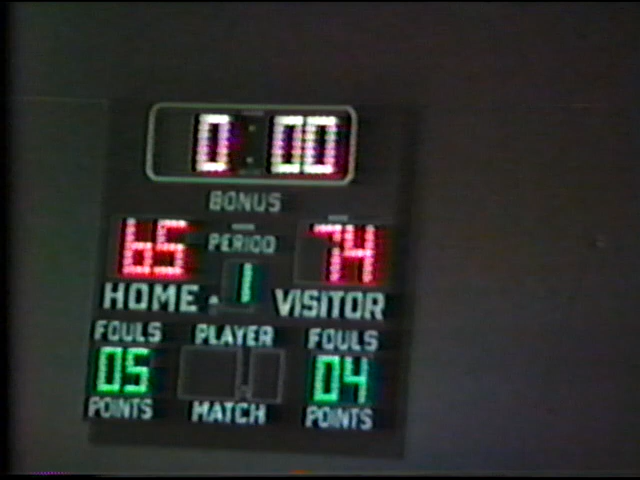 0:00
BONUS
65 PERIOD 74
1
HOME VISITOR
FOULS PLAYER FOULS
05 04
POINTS MATCH POINTS